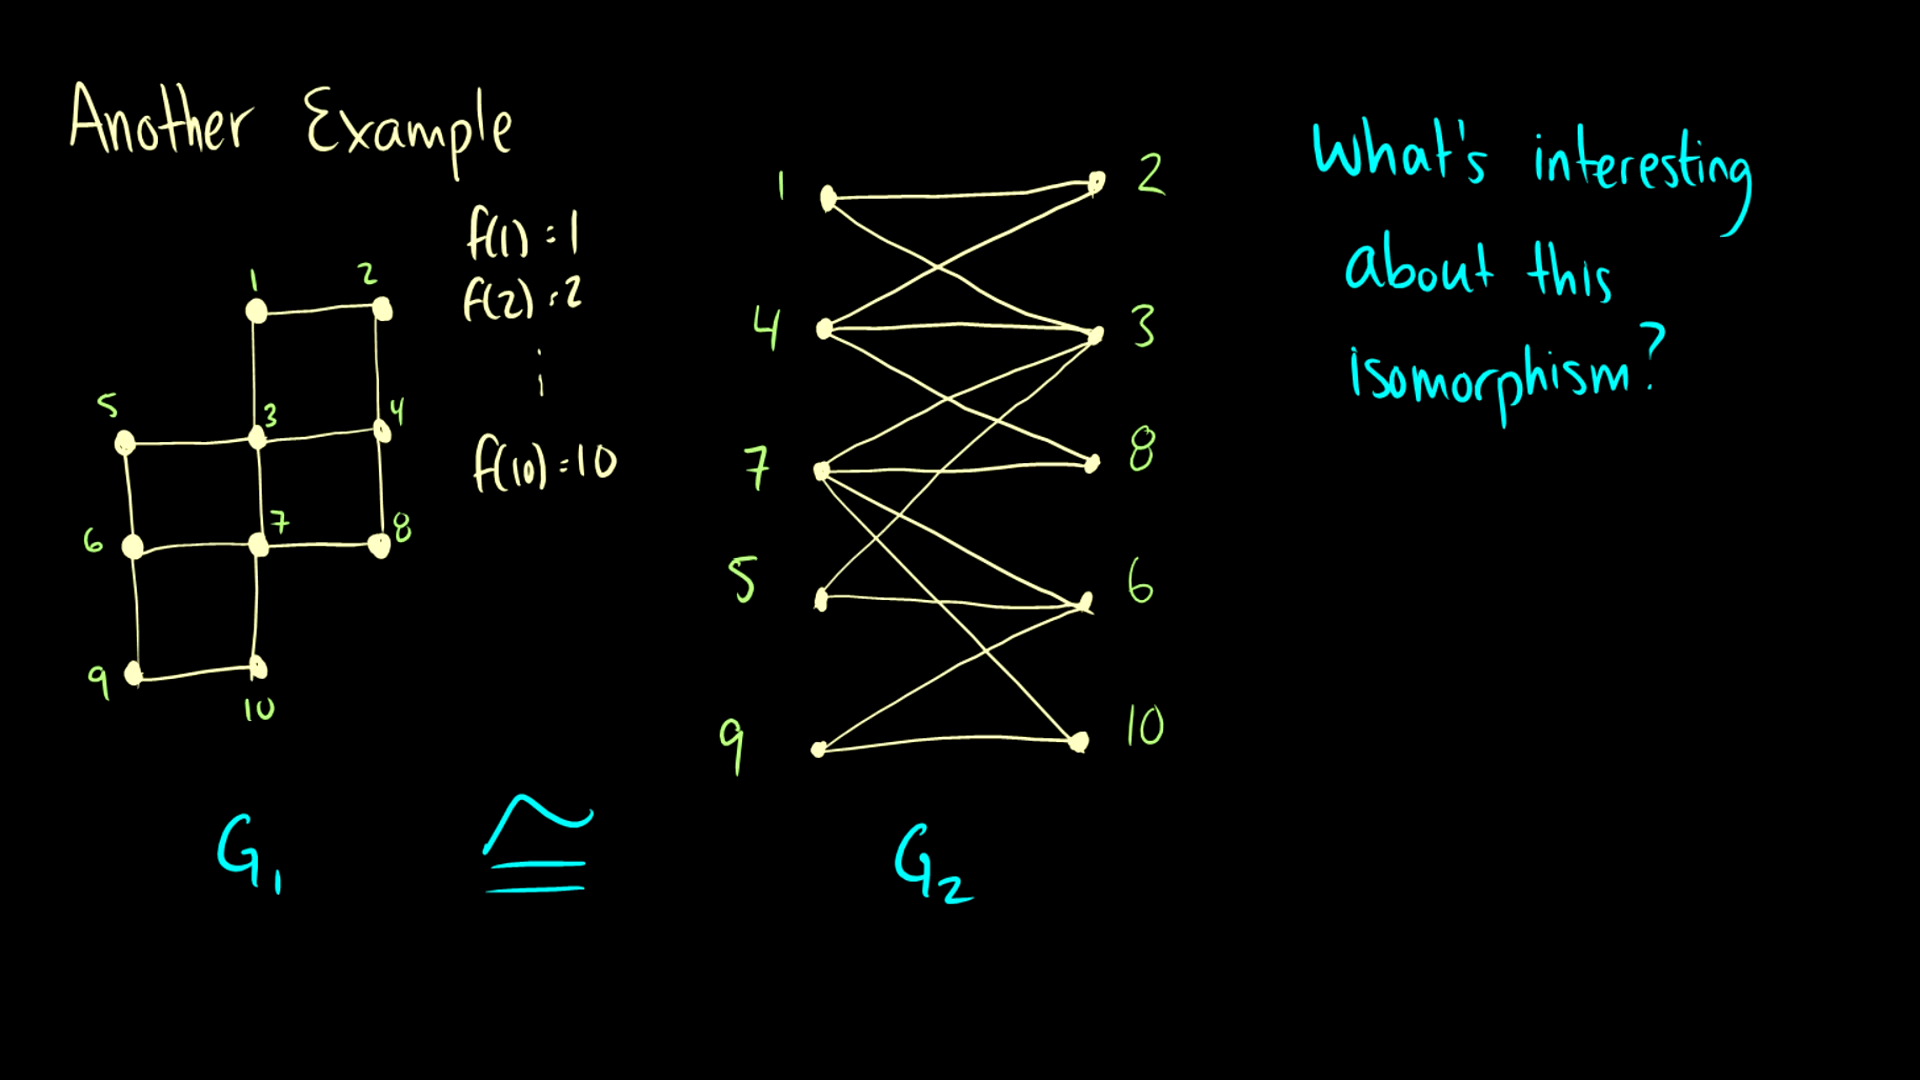 Another Example
f(1) = 1
f(2) = 2
⋮
f(10) = 10
1 2
5 3 4
6 7 8
9
10
1 2
4 3
7 8
5 6
9 10
G₁ ≅ G₂
What's interesting
about this
isomorphism?